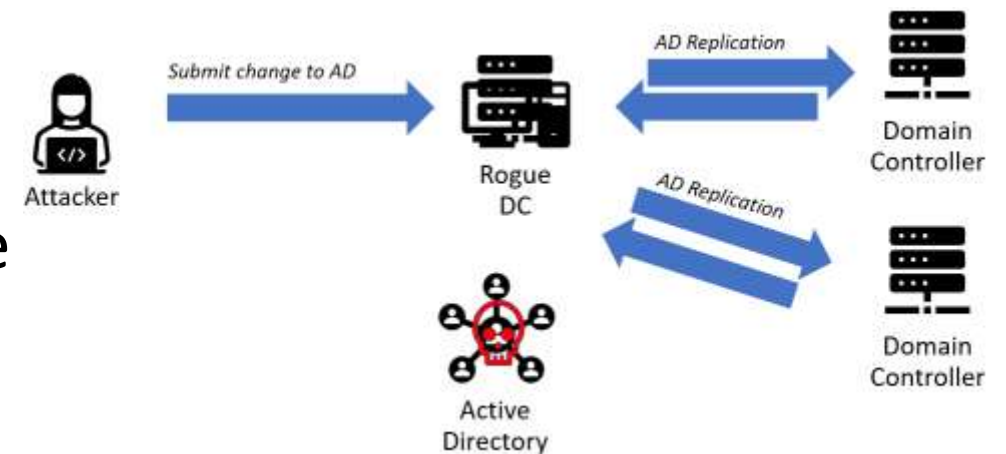 Submit change to AD
AD Replication
</>
Attacker
Rogue
DC
Domain
Controller
AD Replication
e
Active
Directory
Domain
Controller